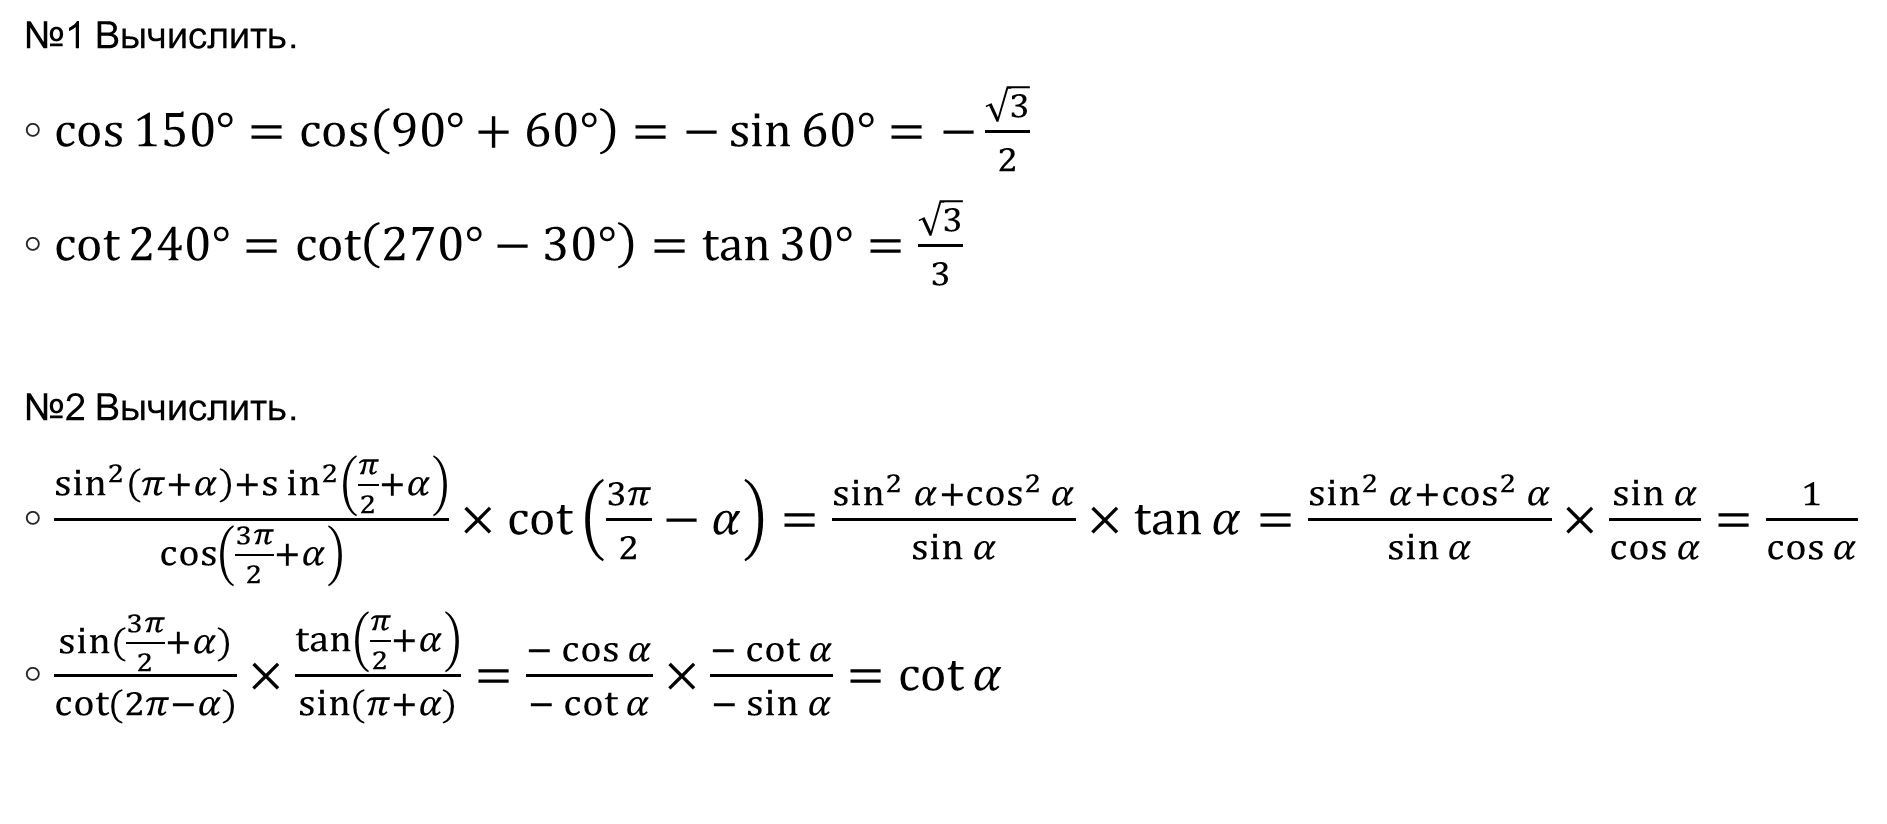 №1 Вычислить.
◦ cos 150° = cos(90° + 60°) = − sin 60° = −√3/2
◦ cot 240° = cot(270° − 30°) = tan 30° = √3/3
№2 Вычислить.
◦ (sin²(π+α)+s in²(π/2+α))/(cos(3π/2+α)) × cot(3π/2 − α) = (sin² α+cos² α)/(sin α) × tan α = (sin² α+cos² α)/(sin α) × (sin α)/(cos α) = 1/(cos α)
◦ (sin(3π/2+α))/(cot(2π−α)) × (tan(π/2+α))/(sin(π+α)) = (− cos α)/(− cot α) × (− cot α)/(− sin α) = cot α